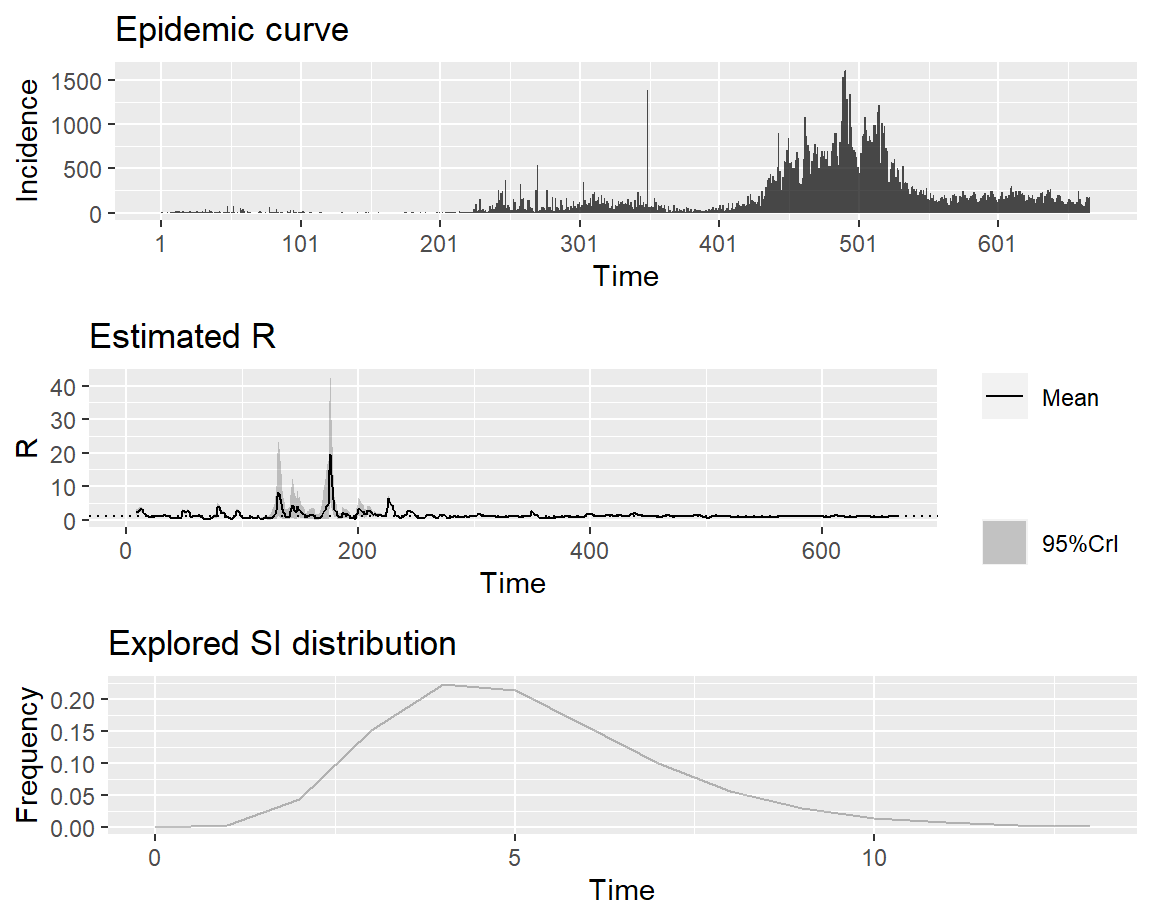 Epidemic curve
Incidence
1500
1000
500
0
1 101 201 301 401 501 601
Time
Estimated R
R
40
30
20
10
0
0 200 400 600
Time
Mean
95%CrI
Explored SI distribution
Frequency
0.20
0.15
0.10
0.05
0.00
0 5 10
Time